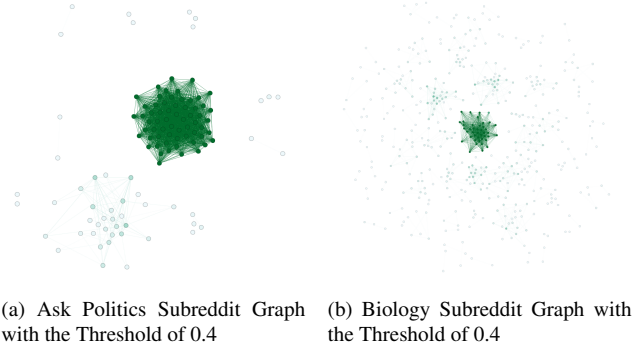 (a) Ask Politics Subreddit Graph
with the Threshold of 0.4
(b) Biology Subreddit Graph with
the Threshold of 0.4